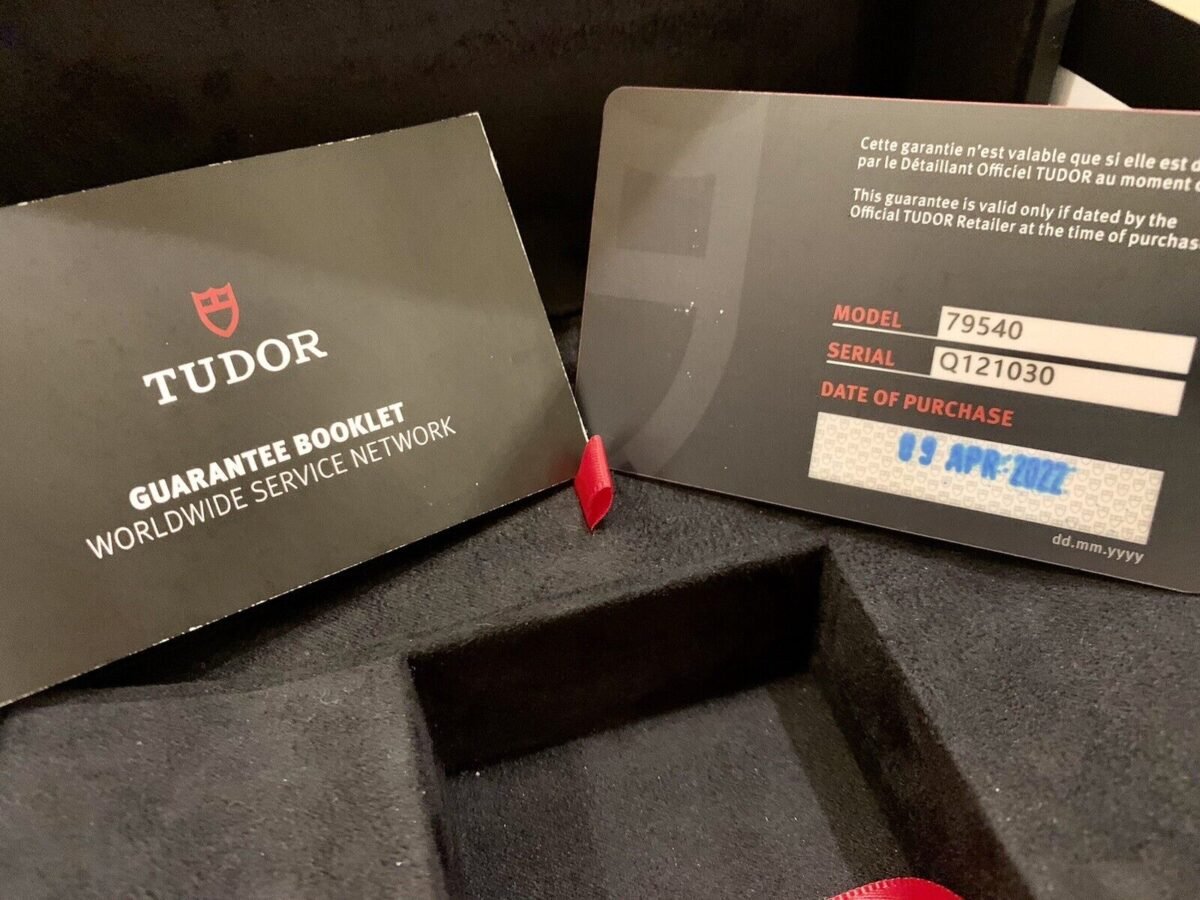 TUDOR
GUARANTEE BOOKLET
WORLDWIDE SERVICE NETWORK
Cette garantie n'est valable que si elle est
par le Détaillant Officiel TUDOR au moment
This guarantee is valid only if dated by the
Official TUDOR Retailer at the time of purchas
MODEL 79540
SERIAL Q121030
DATE OF PURCHASE
09 APR 2022
dd.mm.yyyy